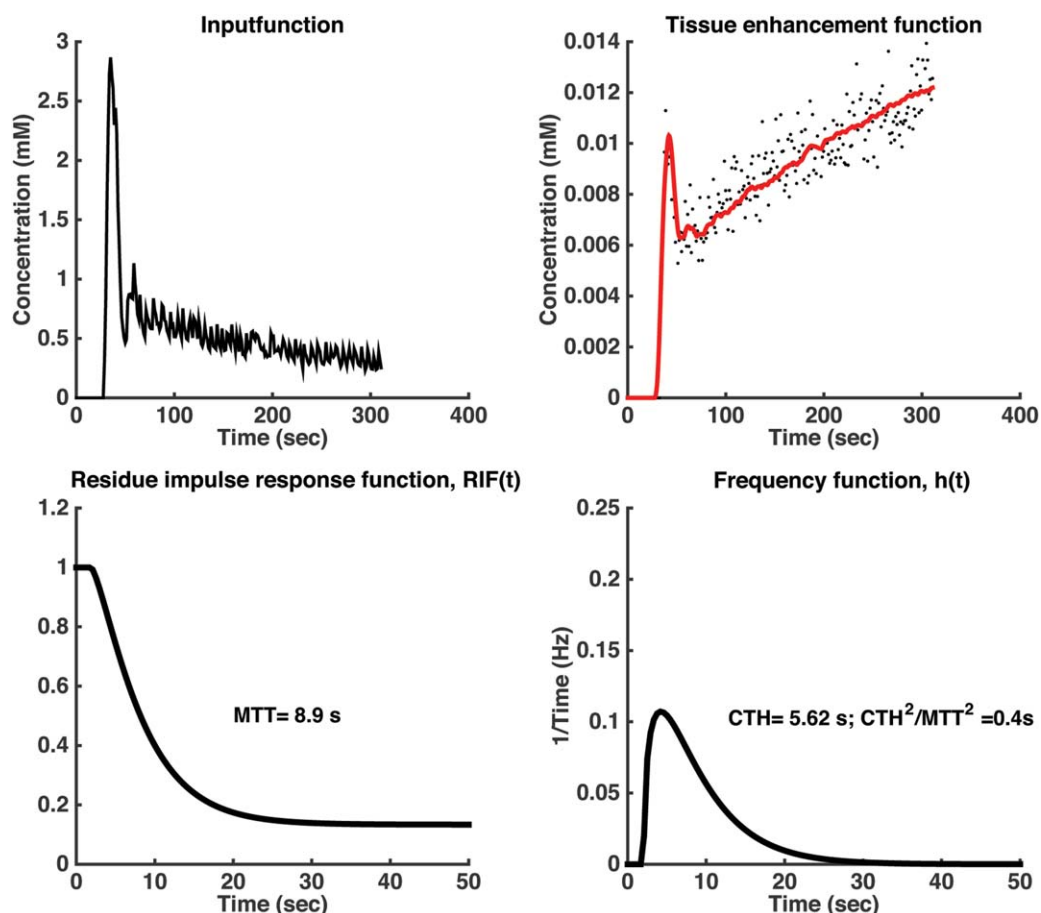 Inputfunction
Concentration (mM)
3
2.5
2
1.5
1
0.5
0
0 100 200 300 400
Time (sec)
Tissue enhancement function
Concentration (mM)
0.014
0.012
0.01
0.008
0.006
0.004
0.002
0
0 100 200 300 400
Time (sec)
Residue impulse response function, RIF(t)
1.2
1
0.8
0.6
0.4
0.2
0
MTT= 8.9 s
0 10 20 30 40 50
Time (sec)
Frequency function, h(t)
1/Time (Hz)
0.25
0.2
0.15
0.1
0.05
0
CTH= 5.62 s; CTH²/MTT² =0.4s
0 10 20 30 40 50
Time (sec)